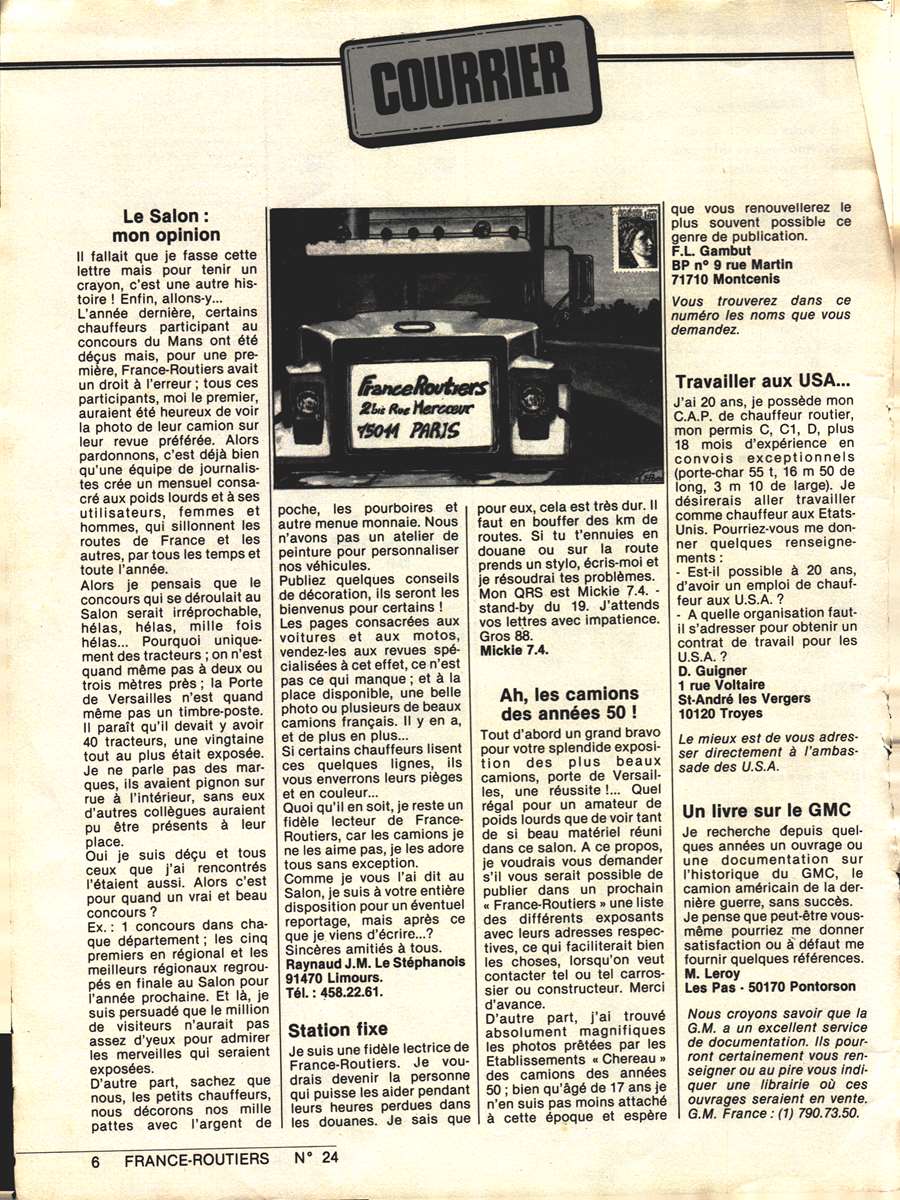 COURRIER
Le Salon :
mon opinion
Il fallait que je fasse cette
lettre mais pour tenir un
crayon, c'est une autre his-
toire ! Enfin, allons-y...
L'année dernière, certains
chauffeurs participant au
concours du Mans ont été
déçus mais, pour une pre-
mière, France-Routiers avait
un droit à l'erreur ; tous ces
participants, moi le premier,
auraient été heureux de voir
la photo de leur camion sur
leur revue préférée. Alors
pardonnons, c'est déjà bien
qu'une équipe de journalis-
tes crée un mensuel consa-
cré aux poids lourds et à ses
utilisateurs, femmes et
hommes, qui sillonnent les
routes de France et les
autres, par tous les temps et
toute l'année.
Alors je pensais que le
concours qui se déroulait au
Salon serait irréprochable,
hélas, hélas, mille fois
hélas... Pourquoi unique-
ment des tracteurs ; on n'est
quand même pas à deux ou
trois mètres près ; la Porte
de Versailles n'est quand
même pas un timbre-poste.
Il paraît qu'il devait y avoir
40 tracteurs, une vingtaine
tout au plus était exposée.
Je ne parle pas des mar-
ques, ils avaient pignon sur
rue à l'intérieur, sans eux
d'autres collègues auraient
pu être présents à leur
place.
Oui je suis déçu et tous
ceux que j'ai rencontrés
l'étaient aussi. Alors c'est
pour quand un vrai et beau
concours ?
Ex. : 1 concours dans cha-
que département ; les cinq
premiers en régional et les
meilleurs régionaux regrou-
pés en finale au Salon pour
l'année prochaine. Et là, je
suis persuadé que le million
de visiteurs n'aurait pas
assez d'yeux pour admirer
les merveilles qui seraient
exposées.
D'autre part, sachez que
nous, les petits chauffeurs,
nous décorons nos mille
pattes avec l'argent de
France Routiers
2 bis Rue Mercœur
75011 PARIS
poche, les pourboires et
autre menue monnaie. Nous
n'avons pas un atelier de
peinture pour personnaliser
nos véhicules.
Publiez quelques conseils
de décoration, ils seront les
bienvenus pour certains !
Les pages consacrées aux
voitures et aux motos,
vendez-les aux revues spé-
cialisées à cet effet, ce n'est
pas ce qui manque ; et à la
place disponible, une belle
photo ou plusieurs de beaux
camions français. Il y en a,
et de plus en plus...
Si certains chauffeurs lisent
ces quelques lignes, ils
vous enverrons leurs pièges
et en couleur...
Quoi qu'il en soit, je reste un
fidèle lecteur de France-
Routiers, car les camions je
ne les aime pas, je les adore
tous sans exception.
Comme je vous l'ai dit au
Salon, je suis à votre entière
disposition pour un éventuel
reportage, mais après ce
que je viens d'écrire...?
Sincères amitiés à tous.
Raynaud J.M. Le Stéphanois
91470 Limours.
Tél. : 458.22.61.
Station fixe
Je suis une fidèle lectrice de
France-Routiers. Je vou-
drais devenir la personne
qui puisse les aider pendant
leurs heures perdues dans
les douanes. Je sais que
pour eux, cela est très dur. Il
faut en bouffer des km de
routes. Si tu t'ennuies en
douane ou sur la route
prends un stylo, écris-moi et
je résoudrai tes problèmes.
Mon QRS est Mickie 7.4. -
stand-by du 19. J'attends
vos lettres avec impatience.
Gros 88.
Mickie 7.4.
Ah, les camions
des années 50 !
Tout d'abord un grand bravo
pour votre splendide exposi-
tion des plus beaux
camions, porte de Versail-
les, une réussite !... Quel
régal pour un amateur de
poids lourds que de voir tant
de si beau matériel réuni
dans ce salon. A ce propos,
je voudrais vous demander
s'il vous serait possible de
publier dans un prochain
« France-Routiers » une liste
des différents exposants
avec leurs adresses respec-
tives, ce qui faciliterait bien
les choses, lorsqu'on veut
contacter tel ou tel carros-
sier ou constructeur. Merci
d'avance.
D'autre part, j'ai trouvé
absolument magnifiques
les photos prêtées par les
Etablissements « Chereau »
des camions des années
50 ; bien qu'âgé de 17 ans je
n'en suis pas moins attaché
à cette époque et espère
que vous renouvellerez le
plus souvent possible ce
genre de publication.
F.L. Gambut
BP n° 9 rue Martin
71710 Montcenis
Vous trouverez dans ce
numéro les noms que vous
demandez.
Travailler aux USA...
J'ai 20 ans, je possède mon
C.A.P. de chauffeur routier,
mon permis C, C1, D, plus
18 mois d'expérience en
convois exceptionnels
(porte-char 55 t, 16 m 50 de
long, 3 m 10 de large). Je
désirerais aller travailler
comme chauffeur aux Etats-
Unis. Pourriez-vous me don-
ner quelques renseigne-
ments :
- Est-il possible à 20 ans,
d'avoir un emploi de chauf-
feur aux U.S.A. ?
- A quelle organisation faut-
il s'adresser pour obtenir un
contrat de travail pour les
U.S.A. ?
D. Guigner
1 rue Voltaire
St-André les Vergers
10120 Troyes
Le mieux est de vous adres-
ser directement à l'ambas-
sade des U.S.A.
Un livre sur le GMC
Je recherche depuis quel-
ques années un ouvrage ou
une documentation sur
l'historique du GMC, le
camion américain de la der-
nière guerre, sans succès.
Je pense que peut-être vous-
même pourriez me donner
satisfaction ou à défaut me
fournir quelques références.
M. Leroy
Les Pas - 50170 Pontorson
Nous croyons savoir que la
G.M. a un excellent service
de documentation. Ils pour-
ront certainement vous ren-
seigner ou au pire vous indi-
quer une librairie où ces
ouvrages seraient en vente.
G.M. France : (1) 790.73.50.
6 FRANCE-ROUTIERS N° 24